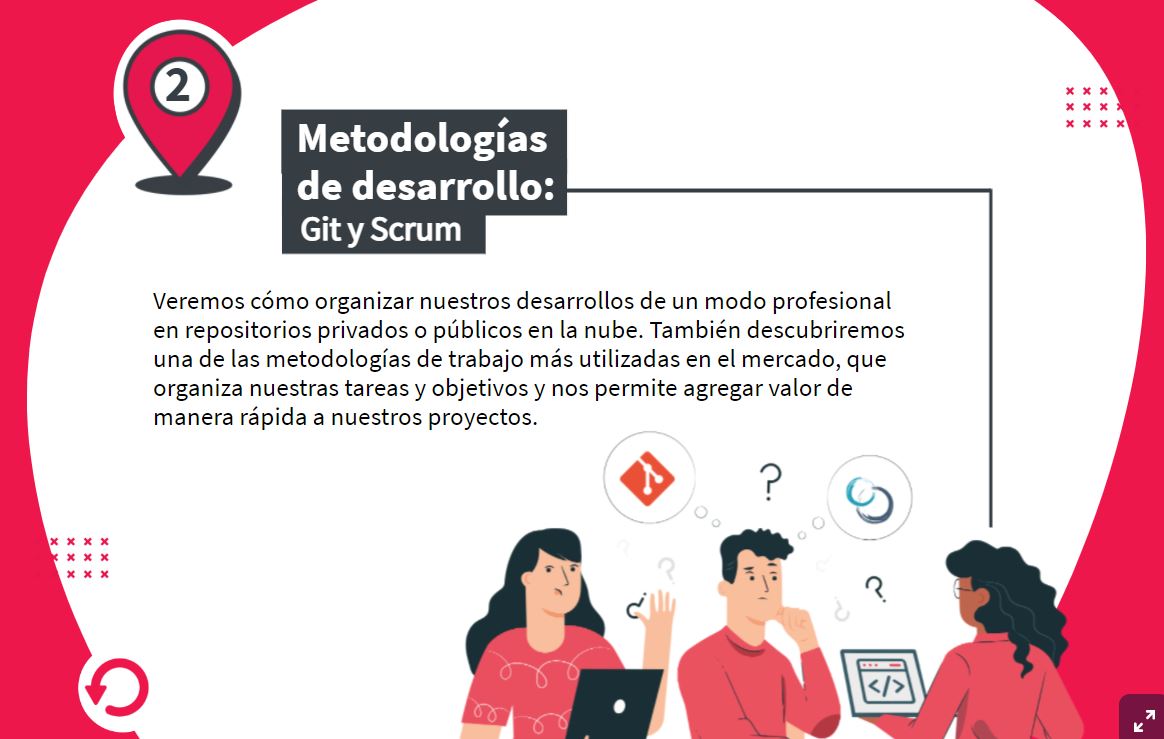 2
Metodologías
de desarrollo:
Git y Scrum
Veremos cómo organizar nuestros desarrollos de un modo profesional
en repositorios privados o públicos en la nube. También descubriremos
una de las metodologías de trabajo más utilizadas en el mercado, que
organiza nuestras tareas y objetivos y nos permite agregar valor de
manera rápida a nuestros proyectos.
?
?
?
?
</>